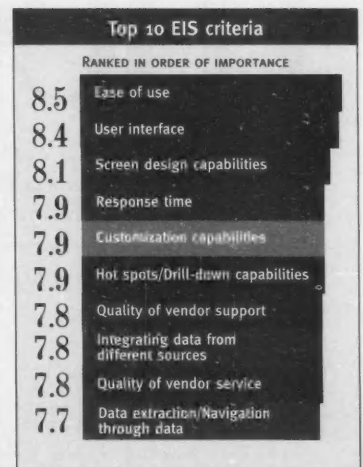 Top 10 EIS criteria
RANKED IN ORDER OF IMPORTANCE
8.5 Ease of use
8.4 User interface
8.1 Screen design capabilities
7.9 Response time
7.9 Customization capabilities
7.9 Hot spots/Drill-down capabilities
7.8 Quality of vendor support
7.8 Integrating data from
different sources
7.8 Quality of vendor service
7.7 Data extraction/Navigation
through data